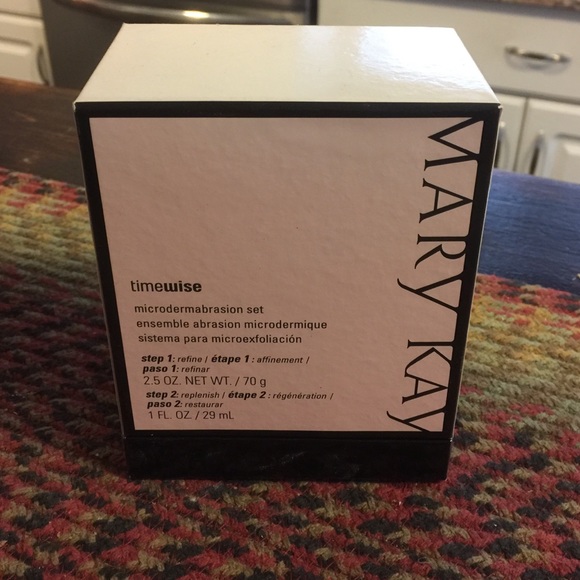 timewise
microdermabrasion set
ensemble abrasion microdermique
sistema para microexfoliación
step 1: refine / étape 1 : affinement /
paso 1: refinar
2.5 OZ. NET WT. / 70 g
step 2: replenish / étape 2 : régénération /
paso 2: restaurar
1 FL. OZ. / 29 mL
MARY KAY